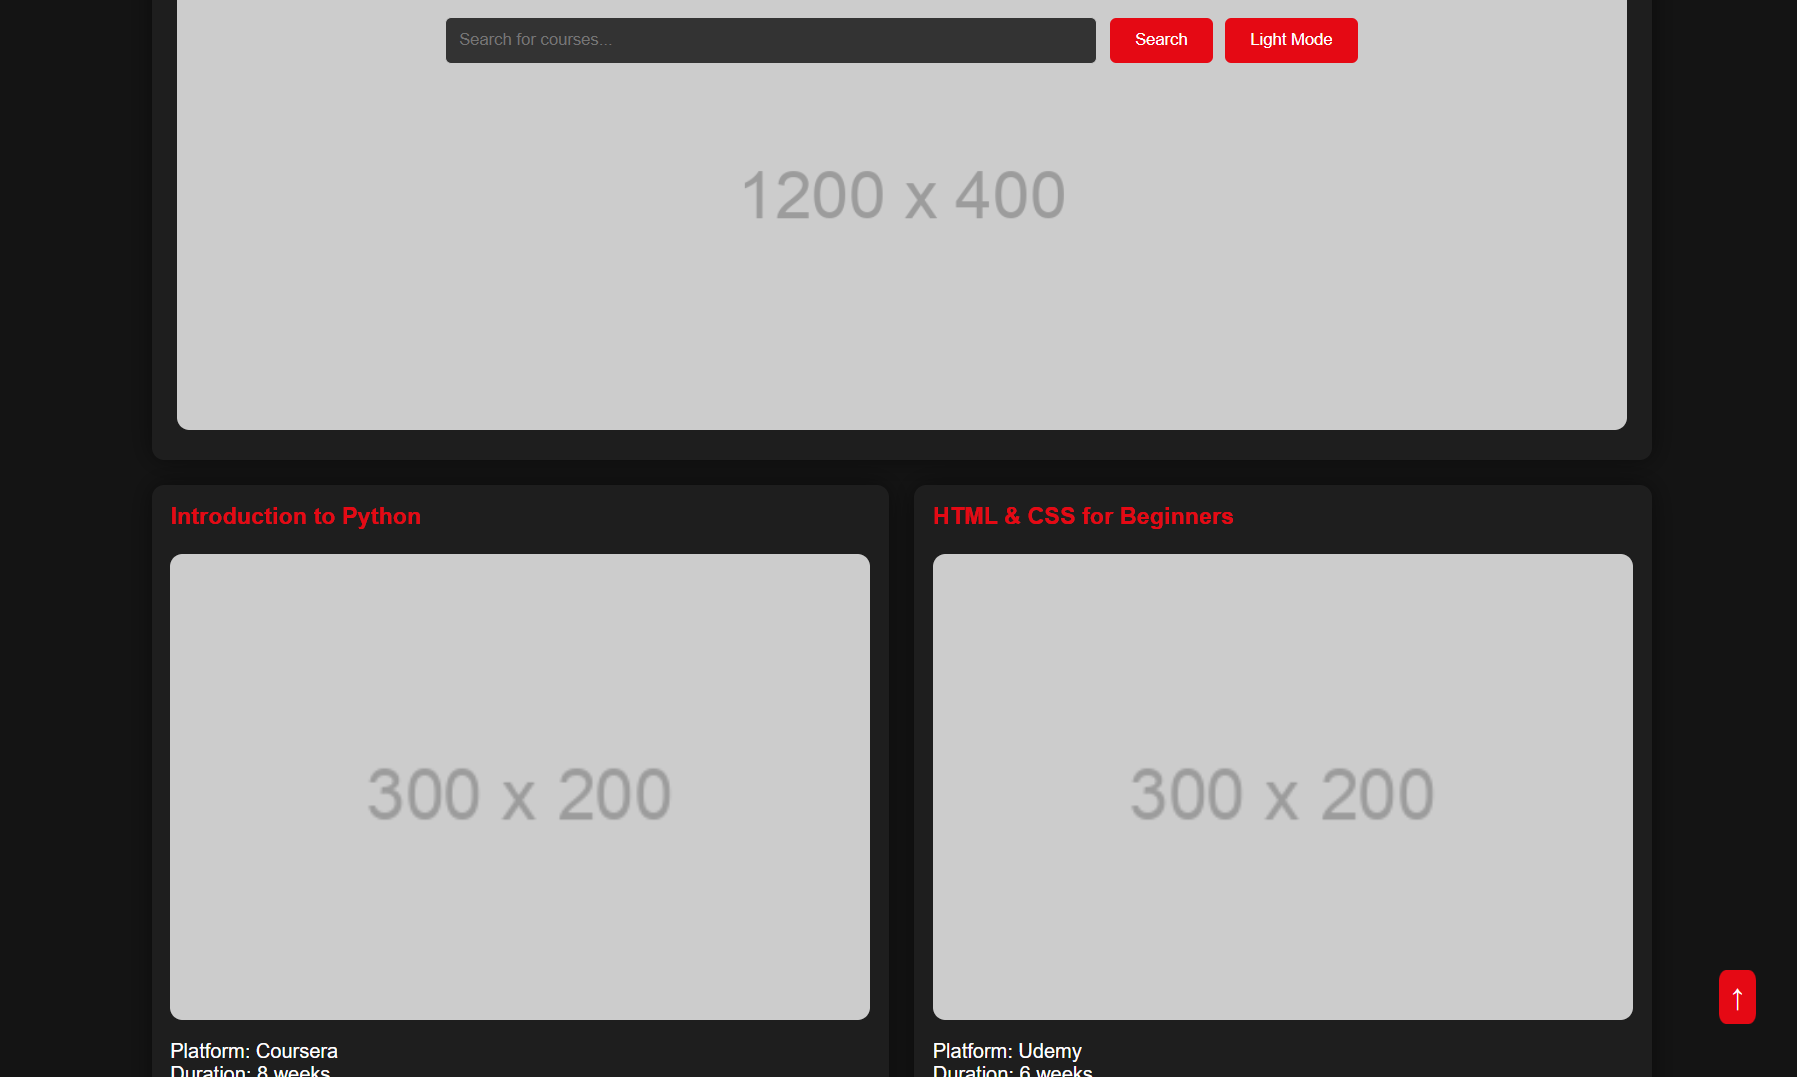 Search for courses...
Search
Light Mode
1200 x 400
Introduction to Python
HTML & CSS for Beginners
300 x 200
300 x 200
↑
Platform: Coursera
Platform: Udemy
Duration: 8 weeks
Duration: 6 weeks